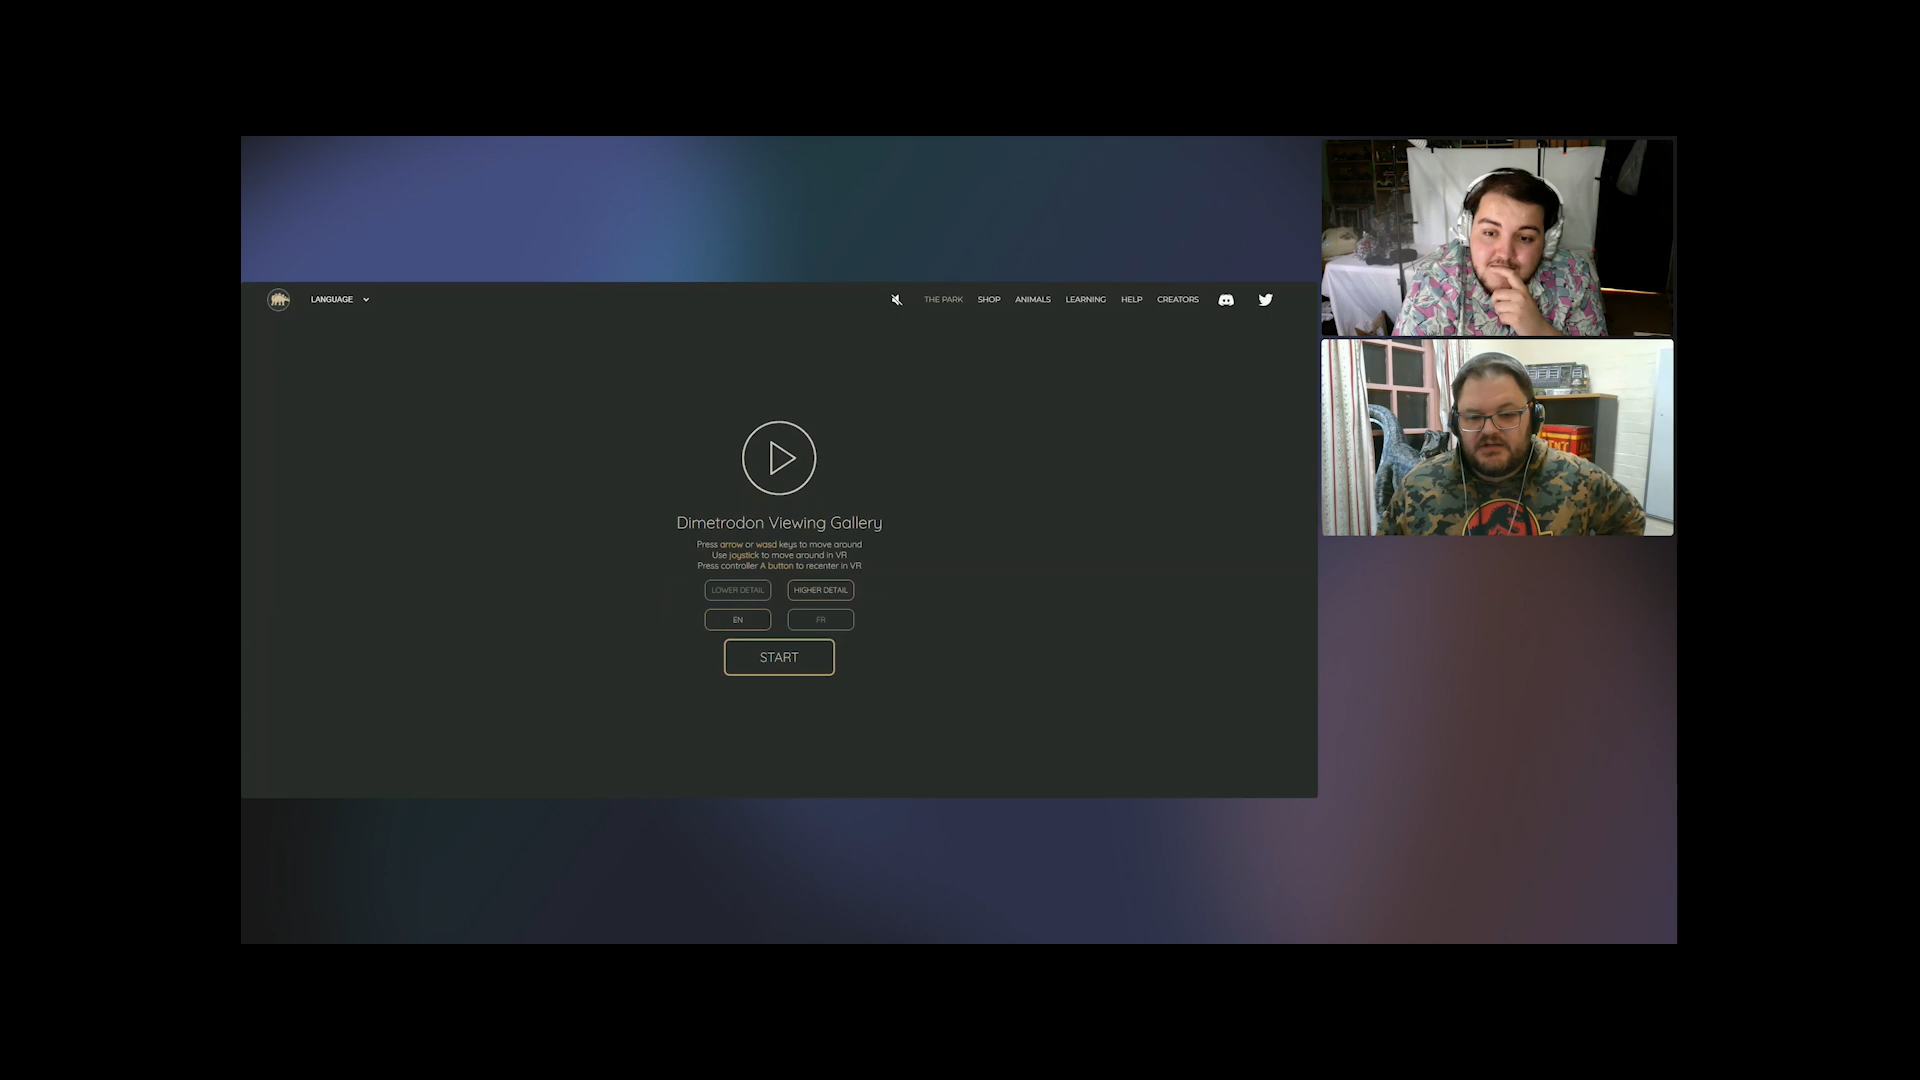 LANGUAGE
THE PARK
SHOP
ANIMALS
LEARNING
HELP
CREATORS
Dimetrodon Viewing Gallery
Press arrow or wasd keys to move around
Use joystick to move around in VR
Press controller A button to recenter in VR
LOWER DETAIL
HIGHER DETAIL
EN
FR
START